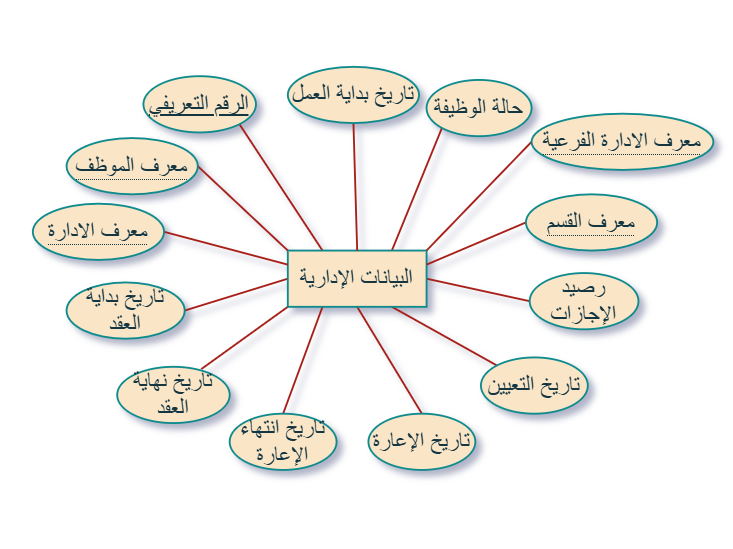 تاريخ بداية العمل
حالة الوظيفة
الرقم التعريفي
معرف الادارة الفرعية
معرف الموظف
معرف القسم
معرف الادارة
البيانات الإدارية
رصيد
الإجازات
تاريخ بداية
العقد
تاريخ التعيين
تاريخ نهاية
العقد
تاريخ الإعارة
تاريخ انتهاء
الإعارة